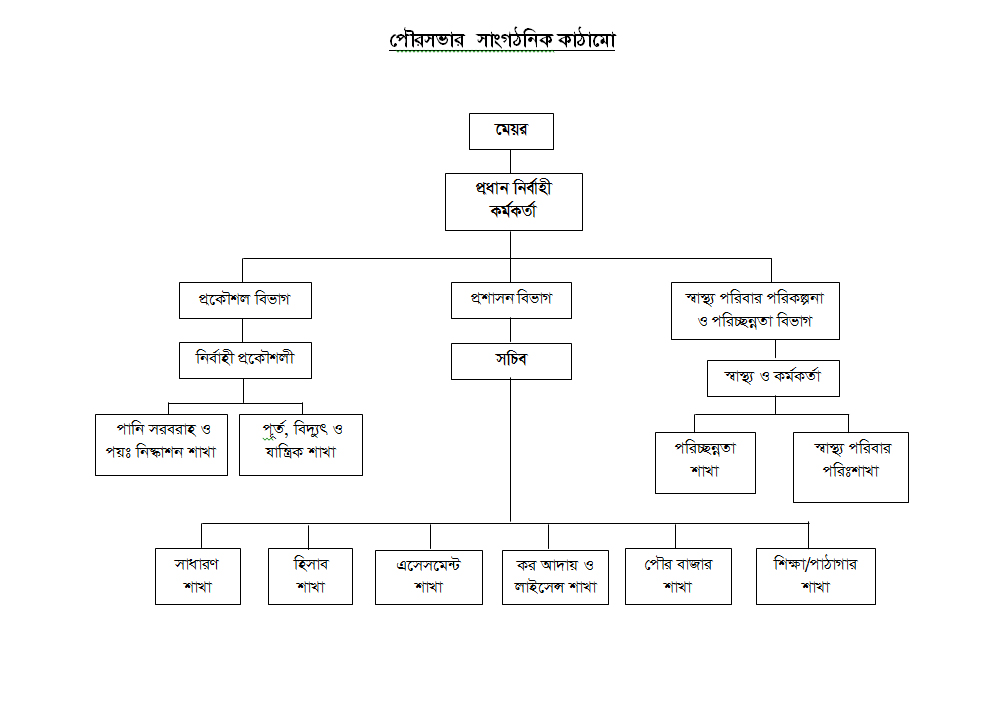 পৌরসভার সাংগঠনিক কাঠামো
মেয়র
প্রধান নির্বাহী
কর্মকর্তা
প্রকৌশল বিভাগ
প্রশাসন বিভাগ
স্বাস্থ্য পরিবার পরিকল্পনা
ও পরিচ্ছন্নতা বিভাগ
নির্বাহী প্রকৌশলী
সচিব
স্বাস্থ্য ও কর্মকর্তা
পানি সরবরাহ ও
পয়ঃ নিষ্কাশন শাখা
পূর্ত, বিদ্যুৎ ও
যান্ত্রিক শাখা
পরিচ্ছন্নতা
শাখা
স্বাস্থ্য পরিবার
পরিঃশাখা
সাধারণ
শাখা
হিসাব
শাখা
এসেসমেন্ট
শাখা
কর আদায় ও
লাইসেন্স শাখা
পৌর বাজার
শাখা
শিক্ষা/পাঠাগার
শাখা